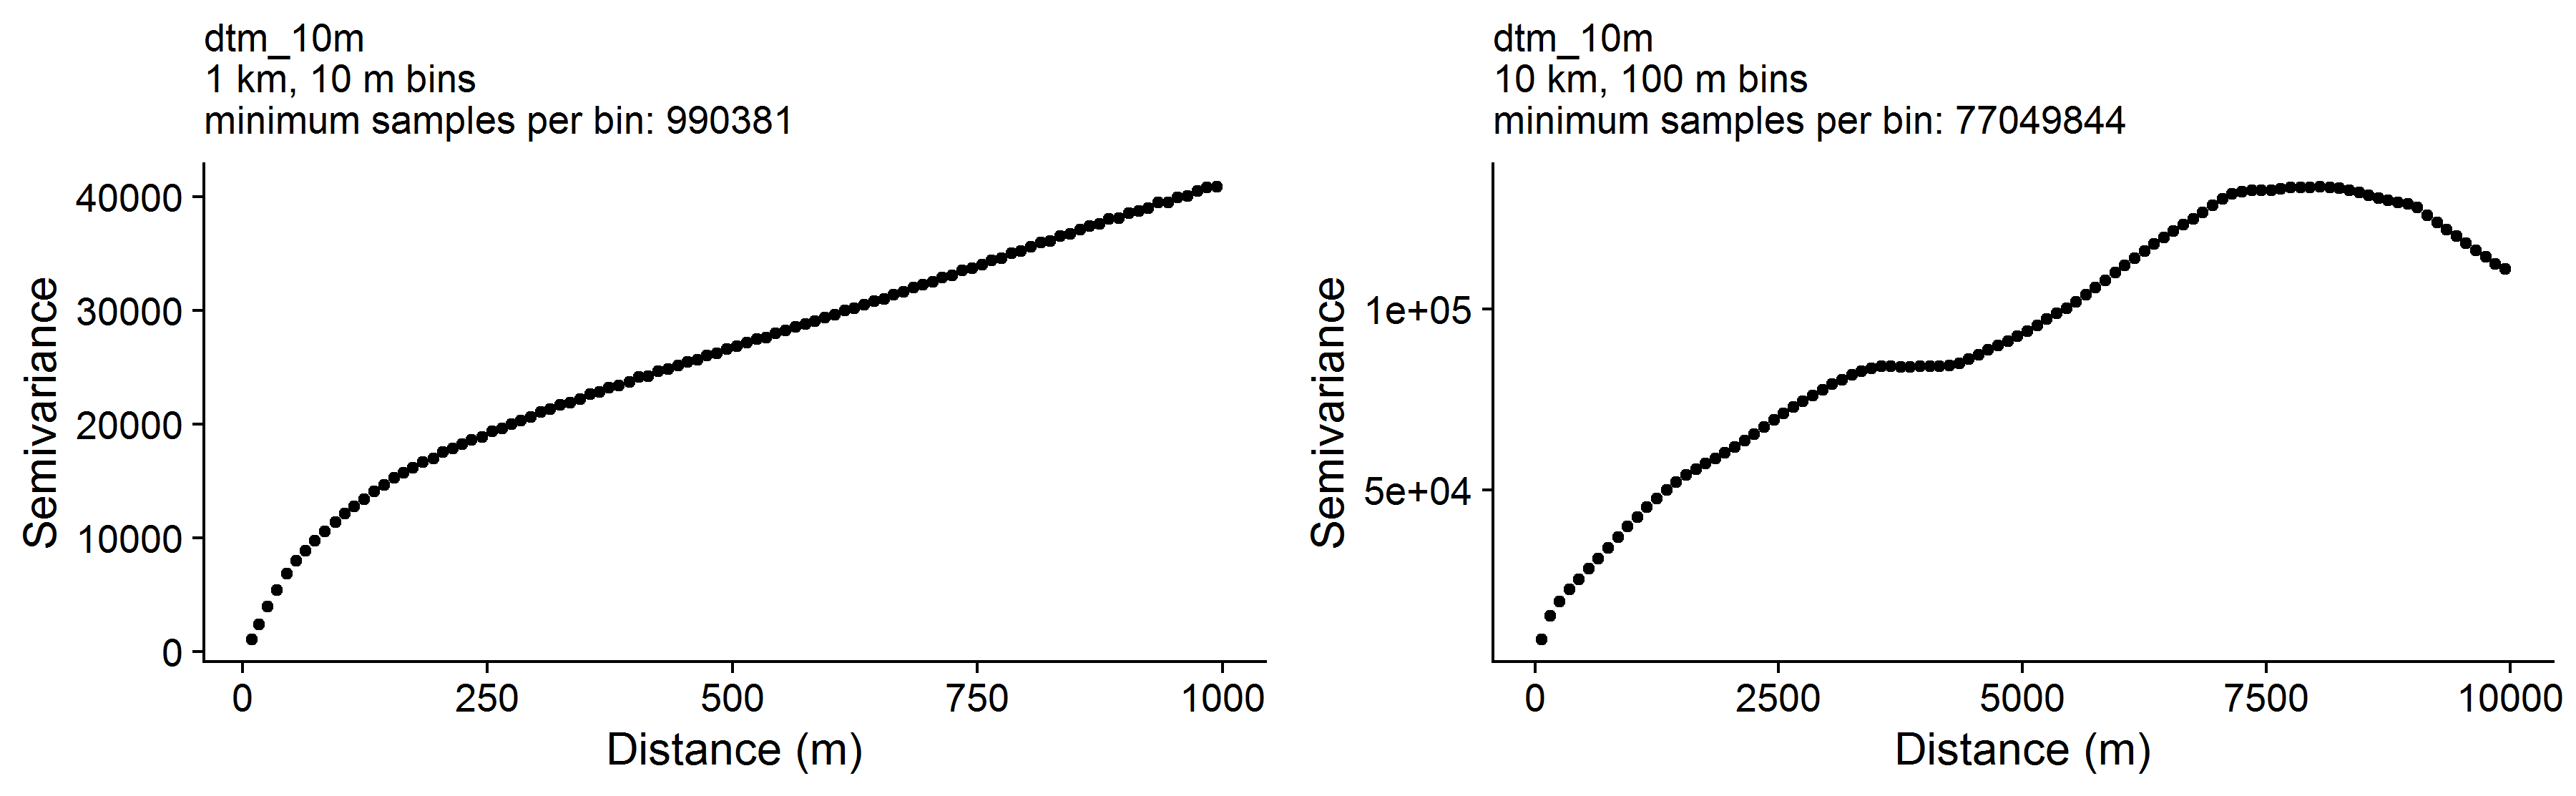 dtm_10m
1 km, 10 m bins
minimum samples per bin: 990381
Semivariance
40000
30000
20000
10000
0
0 250 500 750 1000
Distance (m)
dtm_10m
10 km, 100 m bins
minimum samples per bin: 77049844
Semivariance
1e+05
5e+04
0 2500 5000 7500 10000
Distance (m)